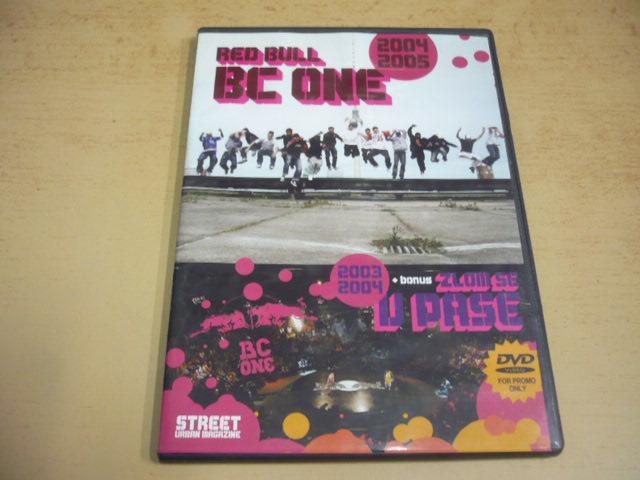 RED BULL
BC ONE
2004
2005
2003
2004
+ bonus
ZLOM SE
V PASE
BC
ONE
DVD
VIDEO
FOR PROMO
ONLY
STREET
URBAN MAGAZINE